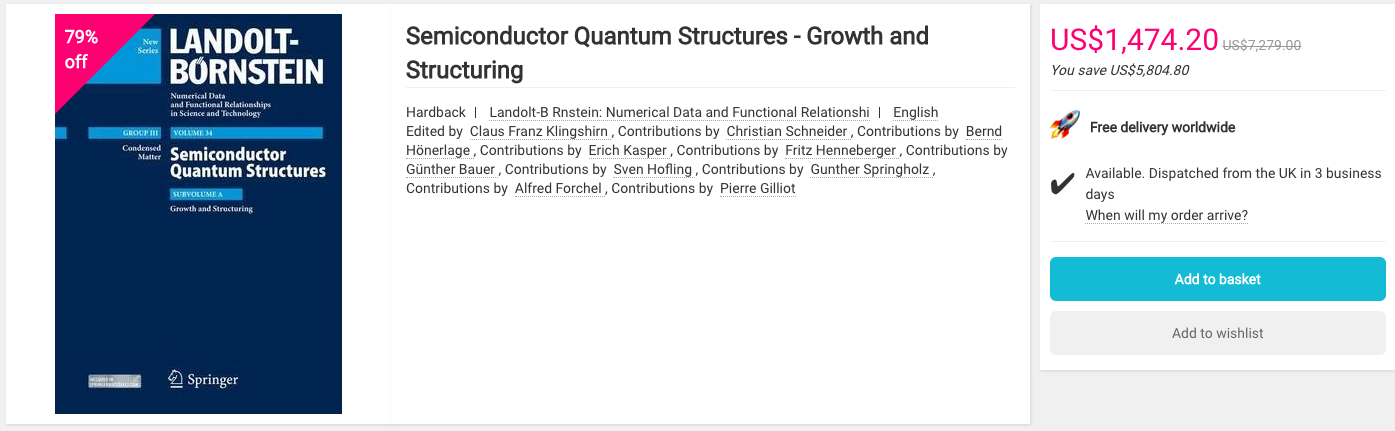 79%
off
New
Series
LANDOLT-
BÖRNSTEIN
Numerical Data
and Functional Relationships
in Science and Technology
GROUP III
VOLUME 34
Condensed
Matter
Semiconductor
Quantum Structures
SUBVOLUME A
Growth and Structuring
INCLUDED IN
SPRINGERMATERIALS.COM
Springer
Semiconductor Quantum Structures - Growth and
Structuring
Hardback | Landolt-B Rnstein: Numerical Data and Functional Relationshi | English
Edited by Claus Franz Klingshirn , Contributions by Christian Schneider , Contributions by Bernd
Hönerlage , Contributions by Erich Kasper , Contributions by Fritz Henneberger , Contributions by
Günther Bauer , Contributions by Sven Hofling , Contributions by Gunther Springholz ,
Contributions by Alfred Forchel , Contributions by Pierre Gilliot
US$1,474.20 US$7,279.00
You save US$5,804.80
Free delivery worldwide
Available. Dispatched from the UK in 3 business
days
When will my order arrive?
Add to basket
Add to wishlist